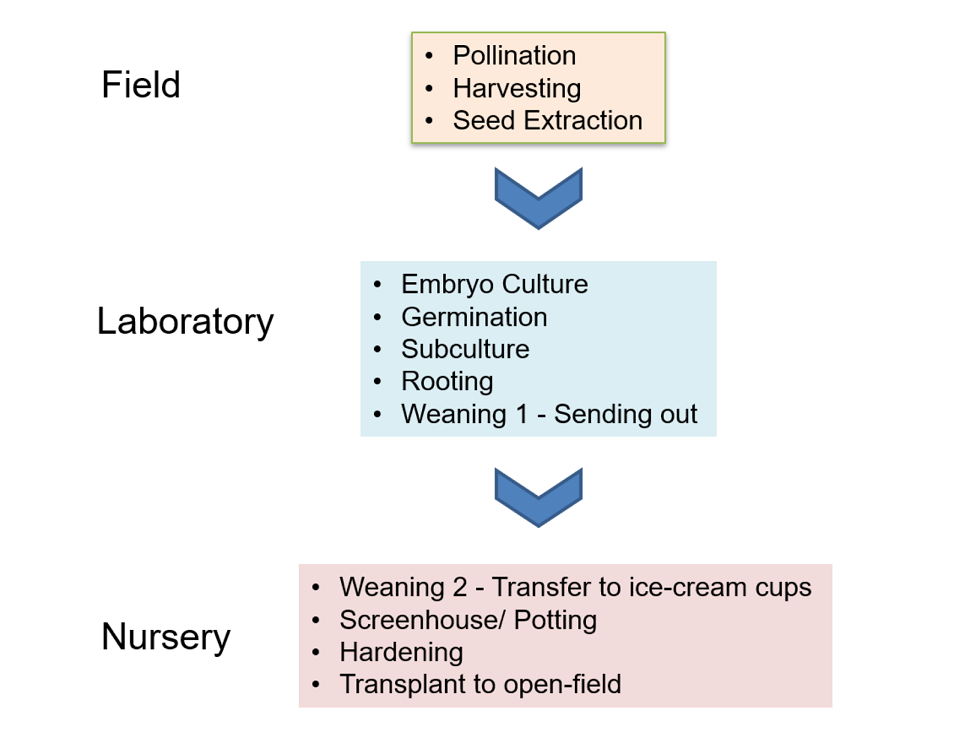 Field
• Pollination
• Harvesting
• Seed Extraction
Laboratory
• Embryo Culture
• Germination
• Subculture
• Rooting
• Weaning 1 - Sending out
Nursery
• Weaning 2 - Transfer to ice-cream cups
• Screenhouse/ Potting
• Hardening
• Transplant to open-field